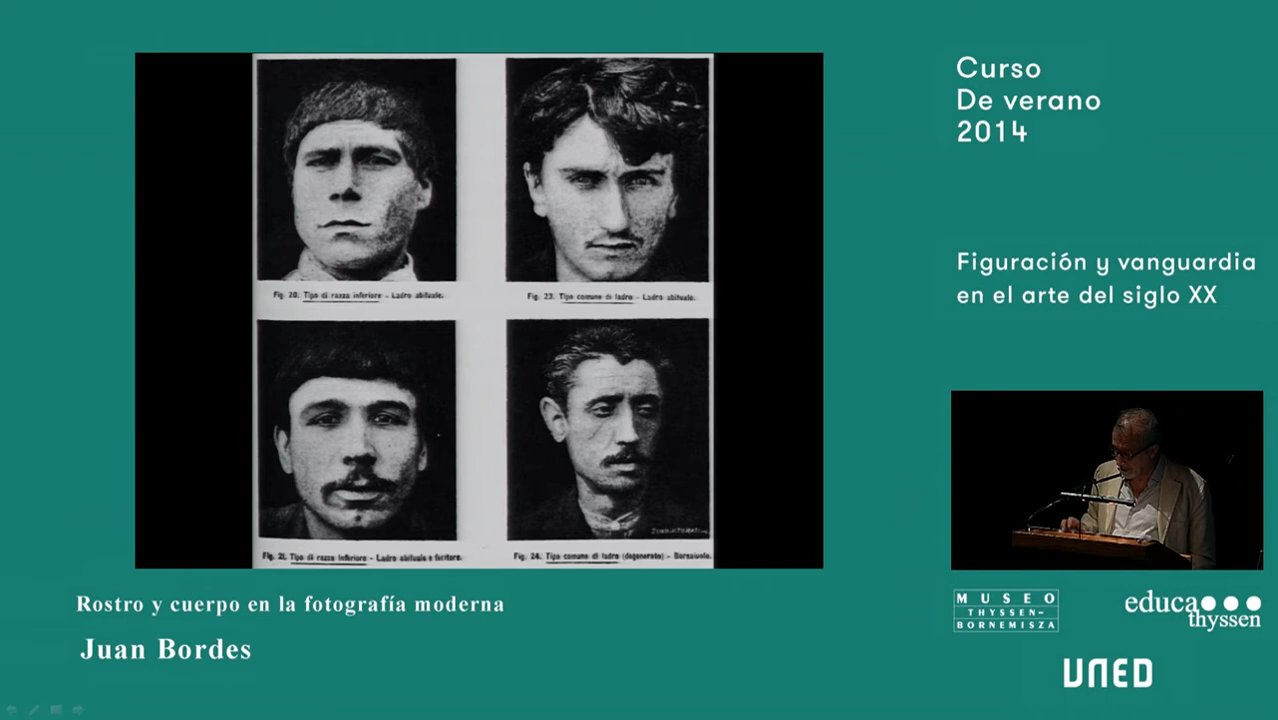 Curso
De verano
2014
Figuración y vanguardia
en el arte del siglo XX
Fig. 20. Tipo di razza inferiore - Ladro abituale.
Fig. 23. Tipo comune di ladro - Ladro abituale.
Fig. 21. Tipo di razza inferiore - Ladro abituale e feritore.
Fig. 24. Tipo comune di ladro (degenerato) - Borsaiuolo.
Rostro y cuerpo en la fotografía moderna
Juan Bordes
MUSEO
THYSSEN-
BORNEMISZA
educa
thyssen
UNED